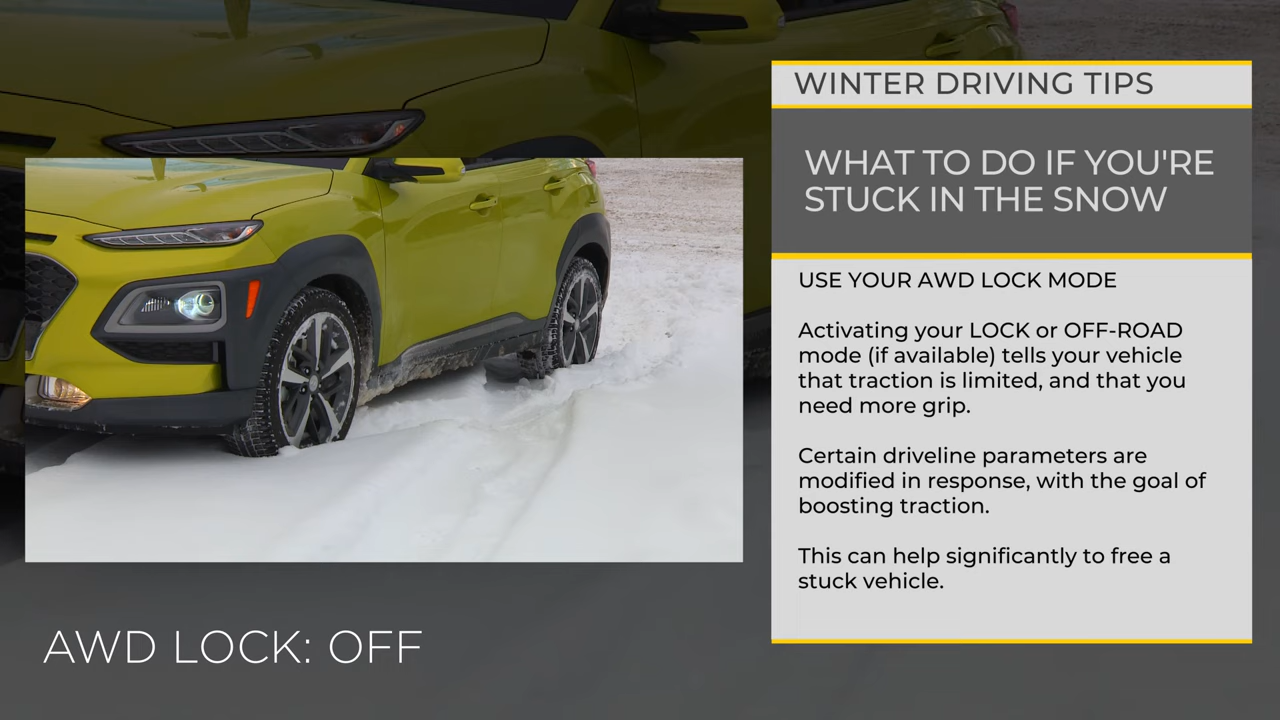 WINTER DRIVING TIPS
WHAT TO DO IF YOU'RE
STUCK IN THE SNOW
USE YOUR AWD LOCK MODE
Activating your LOCK or OFF-ROAD
mode (if available) tells your vehicle
that traction is limited, and that you
need more grip.
Certain driveline parameters are
modified in response, with the goal of
boosting traction.
This can help significantly to free a
stuck vehicle.
AWD LOCK: OFF